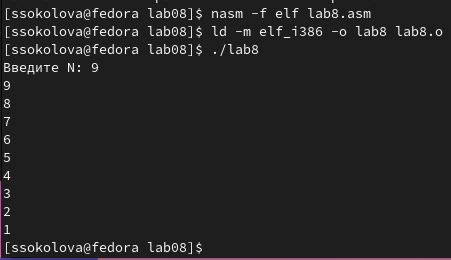 [ssokolova@fedora lab08]$ nasm -f elf lab8.asm
[ssokolova@fedora lab08]$ ld -m elf_i386 -o lab8 lab8.o
[ssokolova@fedora lab08]$ ./lab8
Введите N: 9
9
8
7
6
5
4
3
2
1
[ssokolova@fedora lab08]$